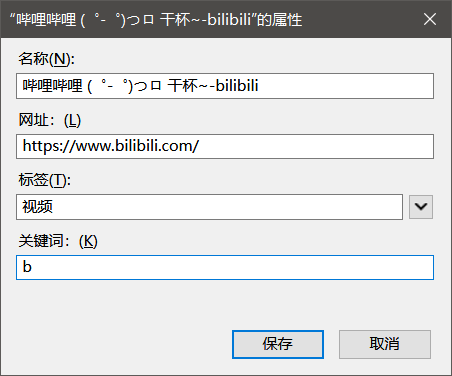 “哔哩哔哩 (゜-゜)つロ 干杯~-bilibili”的属性
名称(N):
哔哩哔哩 (゜-゜)つロ 干杯~-bilibili
网址：(L)
https://www.bilibili.com/
标签(T):
视频
关键词：(K)
b
保存
取消